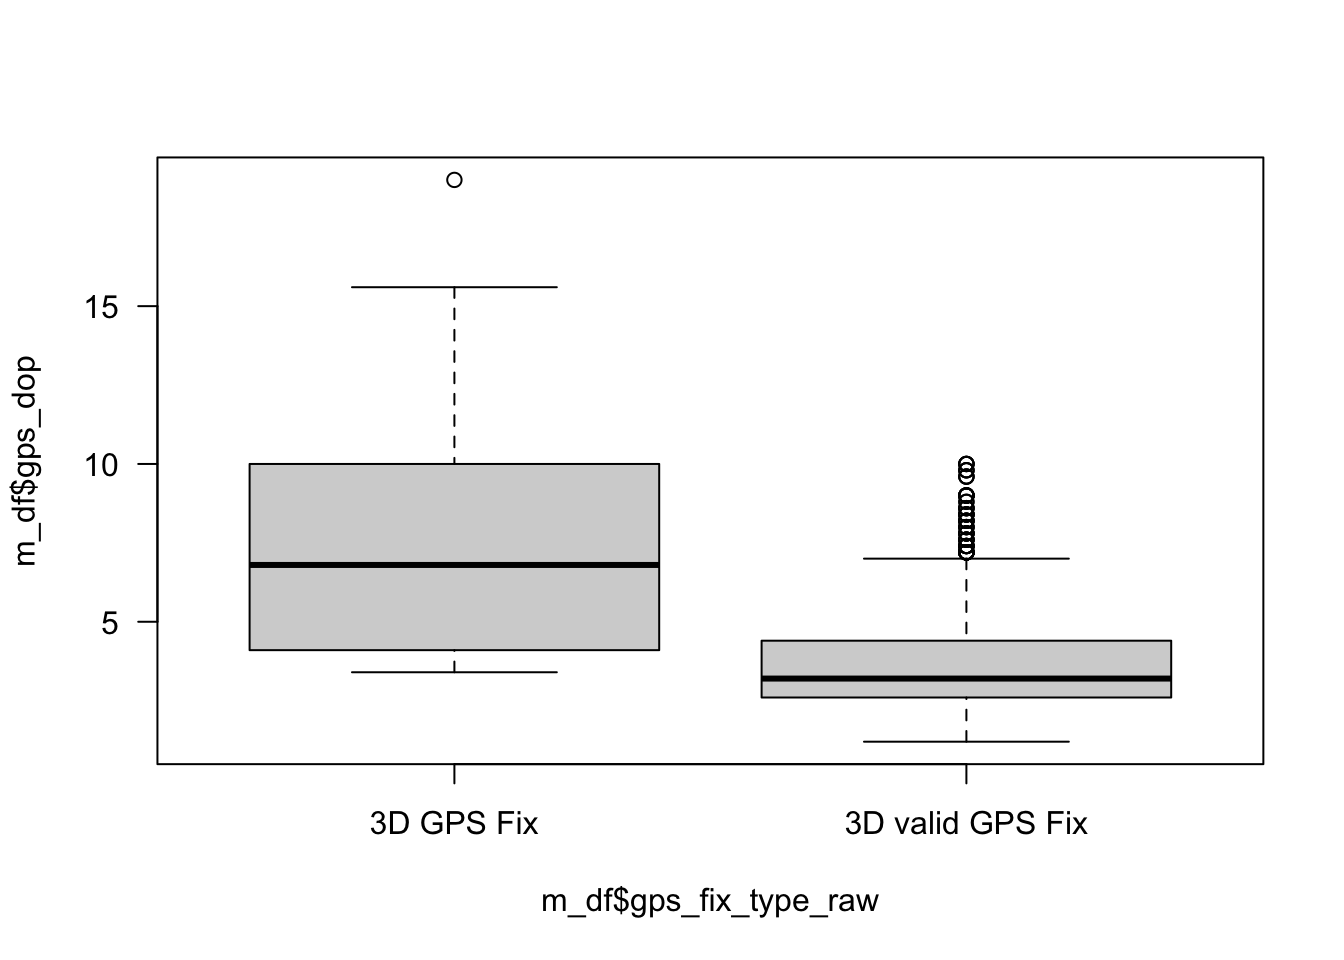 m_df$gps_dop
15
10
5
3D GPS Fix
3D valid GPS Fix
m_df$gps_fix_type_raw